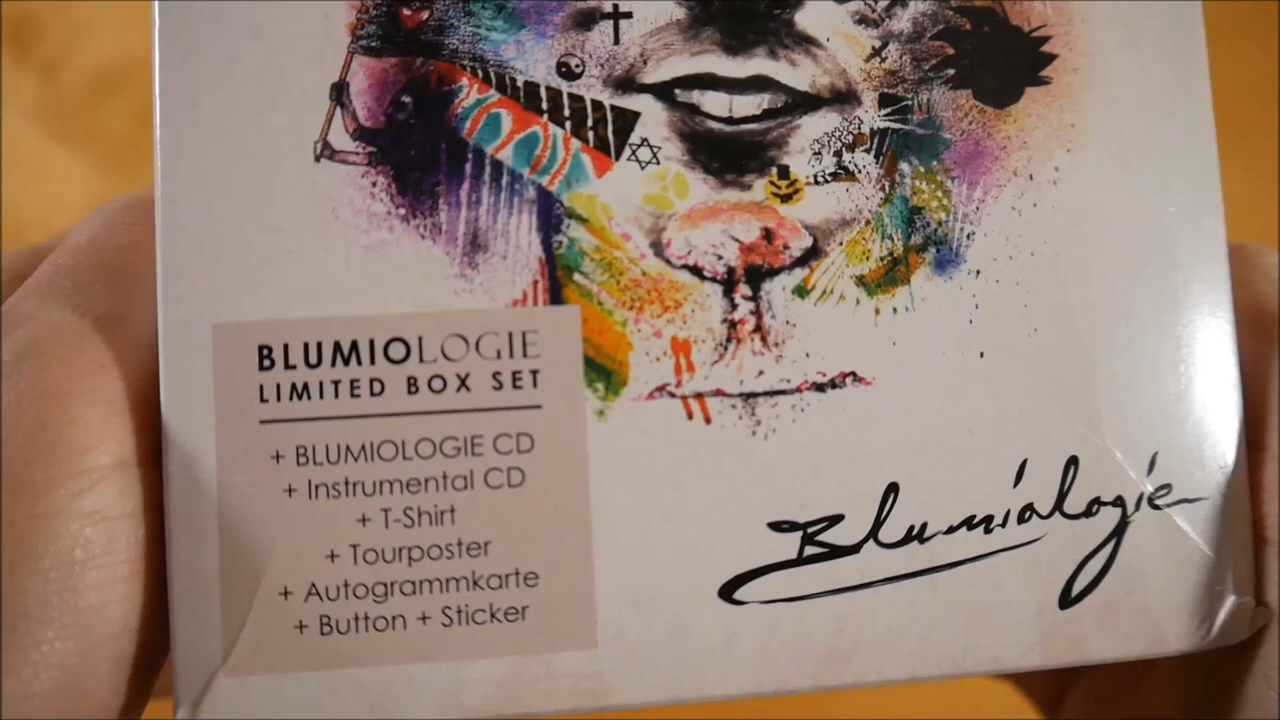 BLUMIOLOGIE
LIMITED BOX SET
+ BLUMIOLOGIE CD
+ Instrumental CD
+ T-Shirt
+ Tourposter
+ Autogrammkarte
+ Button + Sticker
Blumiologie